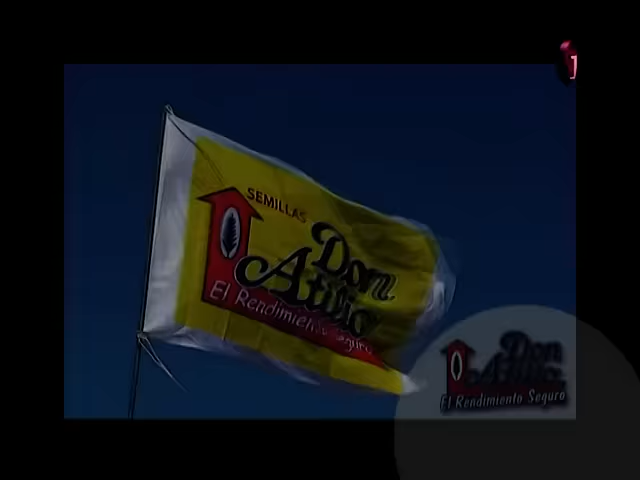 SEMILLAS
Don
Atilio
El Rendimiento Seguro
Don
Atilio
El Rendimiento Seguro